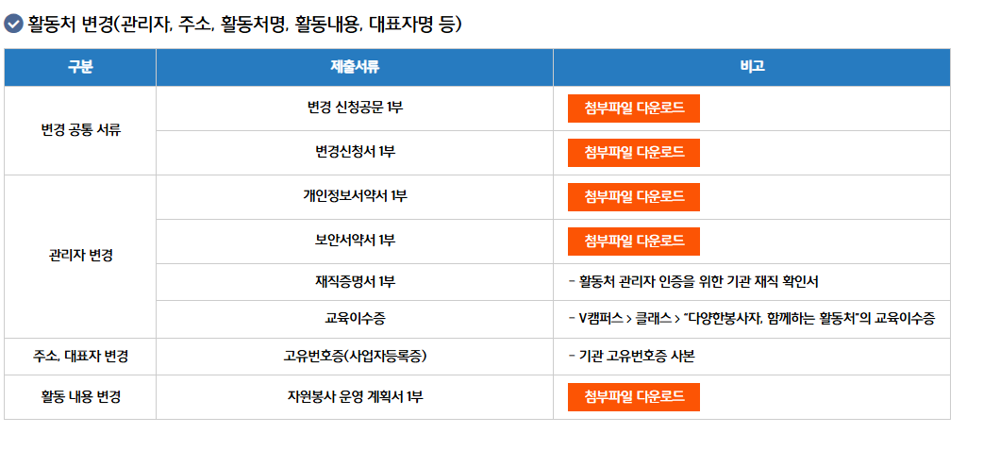 활동처 변경(관리자, 주소, 활동처명, 활동내용, 대표자명 등)
구분 제출서류 비고
변경 공통 서류
변경 신청공문 1부 첨부파일 다운로드
변경신청서 1부 첨부파일 다운로드
관리자 변경
개인정보서약서 1부 첨부파일 다운로드
보안서약서 1부 첨부파일 다운로드
재직증명서 1부 - 활동처 관리자 인증을 위한 기관 재직 확인서
교육이수증 - V캠퍼스 > 클래스 > "다양한봉사자, 함께하는 활동처"의 교육이수증
주소, 대표자 변경 고유번호증(사업자등록증) - 기관 고유번호증 사본
활동 내용 변경 자원봉사 운영 계획서 1부 첨부파일 다운로드